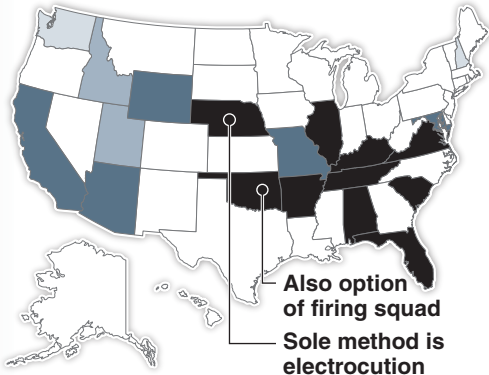 Also option
of firing squad
Sole method is
electrocution